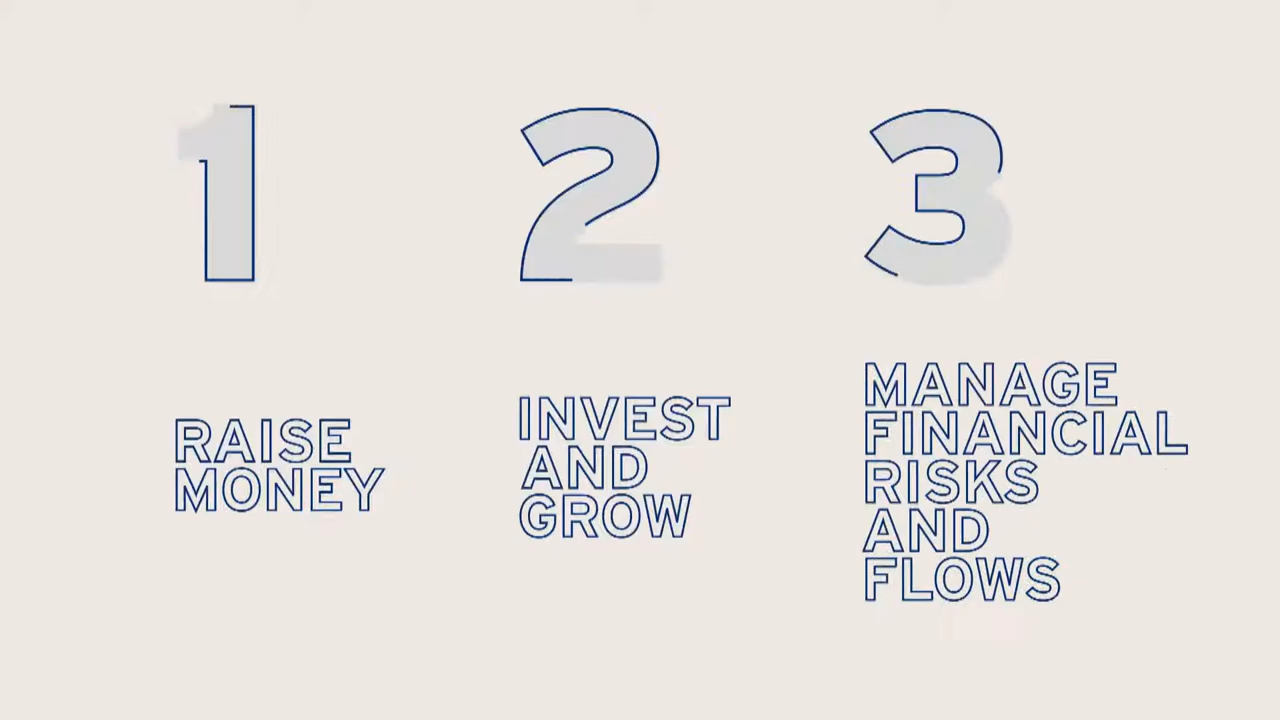 1
RAISE
MONEY
2
INVEST
AND
GROW
3
MANAGE
FINANCIAL
RISKS
AND
FLOWS